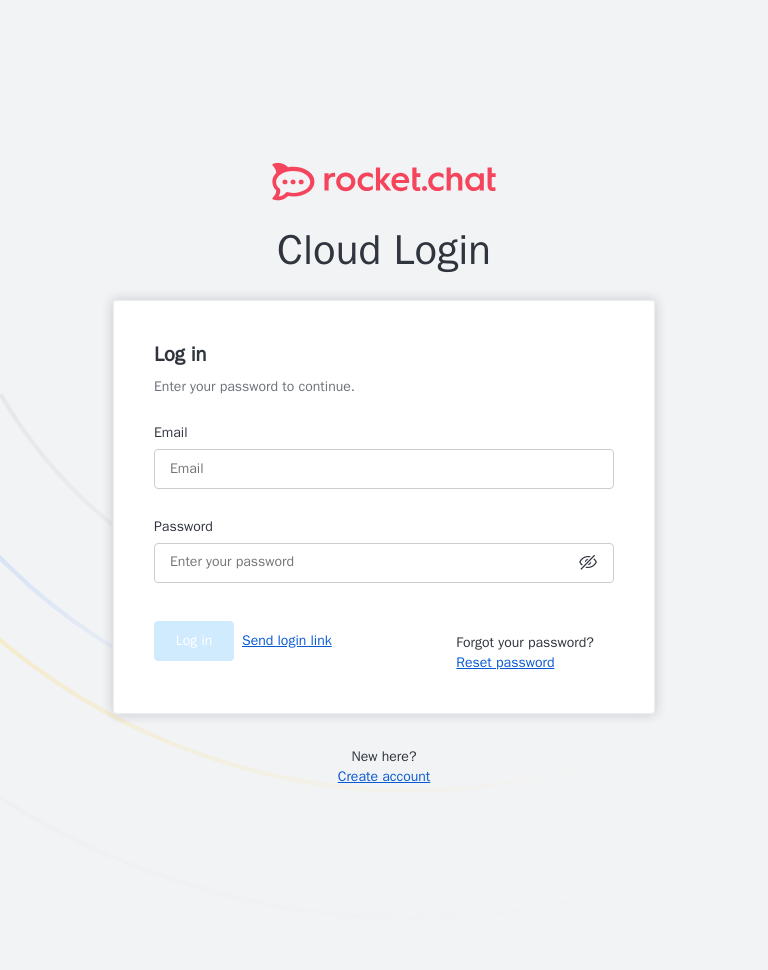 rocket.chat
Cloud Login
Log in
Enter your password to continue.
Email
Email
Password
Enter your password
Log in
Send login link
Forgot your password?
Reset password
New here?
Create account